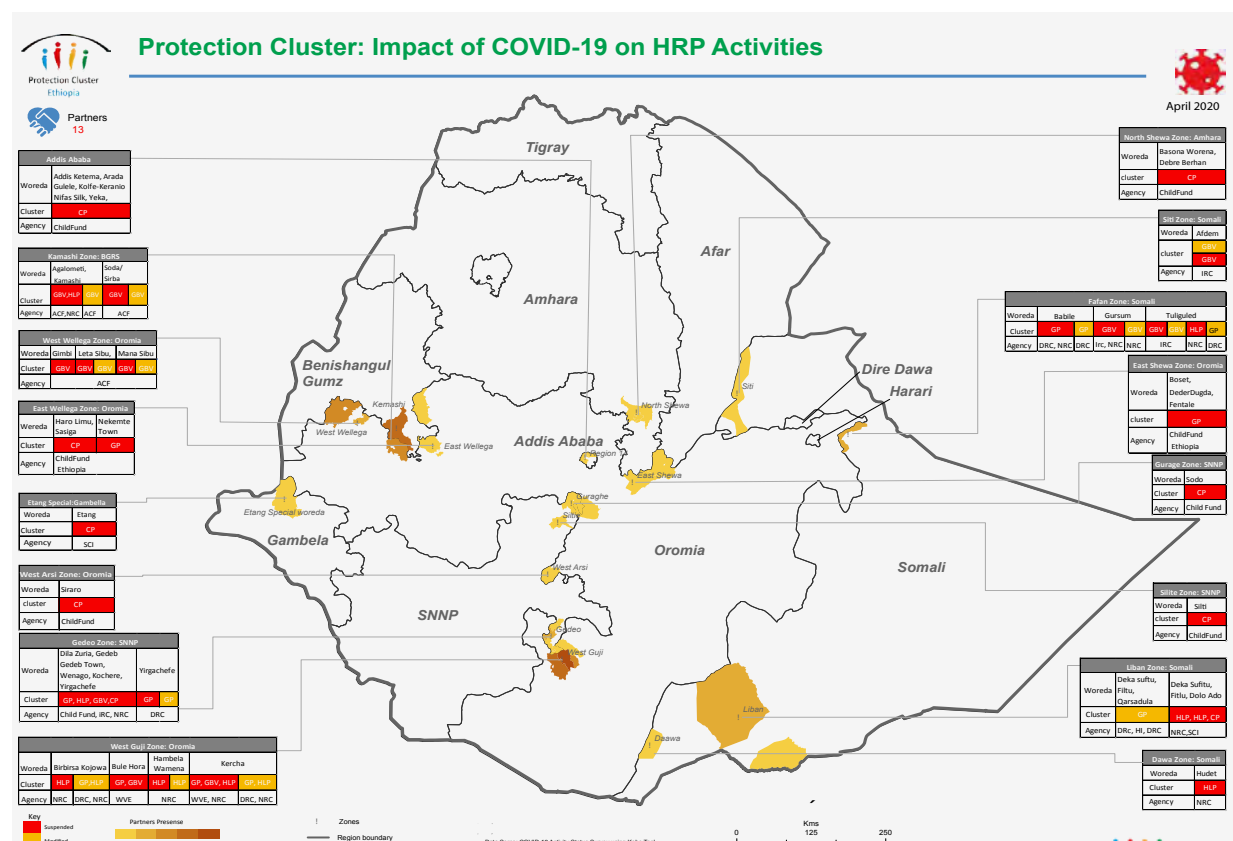 Protection Cluster: Impact of COVID-19 on HRP Activities
Protection Cluster
Ethiopia
April 2020
Partners
13
Addis Ababa
Woreda
Addis Ketema, Arada
Gulele, Kolfe-Keranio
Nifas Silk, Yeka,
Cluster CP
Agency ChildFund
Kamashi Zone: BGRS
Woreda
Agalometi, Kamashi
Soda/ Sirba
Cluster GBV,HLP GBV GBV GBV
Agency ACF,NRC ACF ACF
West Wellega Zone: Oromia
Woreda Gimbi Leta Sibu, Mana Sibu
Cluster GBV GBV GBV GBV GBV
Agency ACF
East Wellega Zone: Oromia
Woreda
Haro Limu, Sasiga
Nekemte Town
Cluster CP GP
Agency
ChildFund
Ethiopia
Etang Special:Gambella
Woreda Etang
Cluster CP
Agency SCI
West Arsi Zone: Oromia
Woreda Siraro
cluster CP
Agency ChildFund
Gedeo Zone: SNNP
Woreda
Dila Zuria, Gedeb
Gedeb Town,
Wenago, Kochere,
Yirgachefe
Yirgachefe
Cluster GP, HLP, GBV,CP GP GP
Agency Child Fund, IRC, NRC DRC
West Guji Zone: Oromia
Woreda Birbirsa Kojowa Bule Hora Hambela Wamena Kercha
Cluster HLP GP,HLP GP, GBV HLP HLP GP, GBV, HLP GP, HLP
Agency NRC DRC, NRC WVE NRC WVE, NRC DRC, NRC
Key
Suspended
Modified
Partners Presense
! Zones
Region boundary
Kms
0 125 250
Tigray
Afar
Amhara
Benishangul
Gumz
Dire Dawa
Harari
Addis Ababa
Gambela
Oromia
Somali
SNNP
Kemashi
West Wellega
East Wellega
North Shewa
Siti
Region
East Shewa
Etang Special woreda
Guraghe
West Arsi
Gedeo
West Guji
Liban
Daawa
North Shewa Zone: Amhara
Woreda
Basona Worena,
Debre Berhan
cluster CP
Agency ChildFund
Siti Zone: Somali
Woreda Afdem
cluster
GBV
GBV
Agency IRC
Fafan Zone: Somali
Woreda Babile Gursum Tuliguled
Cluster GP GP GBV GBV GBV GBV HLP GP
Agency DRC, NRC DRC Irc, NRC NRC IRC NRC DRC
East Shewa Zone: Oromia
Woreda
Boset,
DederDugda,
Fentale
cluster GP
Agency
ChildFund
Ethiopia
Gurage Zone: SNNP
Woreda Sodo
Cluster CP
Agency Child Fund
Silite Zone: SNNP
Woreda Silti
cluster CP
Agency ChildFund
Liban Zone: Somali
Woreda
Deka suftu,
Filtu,
Qarsadula
Deka Sufitu,
Fitlu, Dolo Ado
Cluster GP HLP, HLP, CP
Agency DRc, HI, DRC NRC,SCI
Dawa Zone: Somali
Woreda Hudet
Cluster HLP
Agency NRC